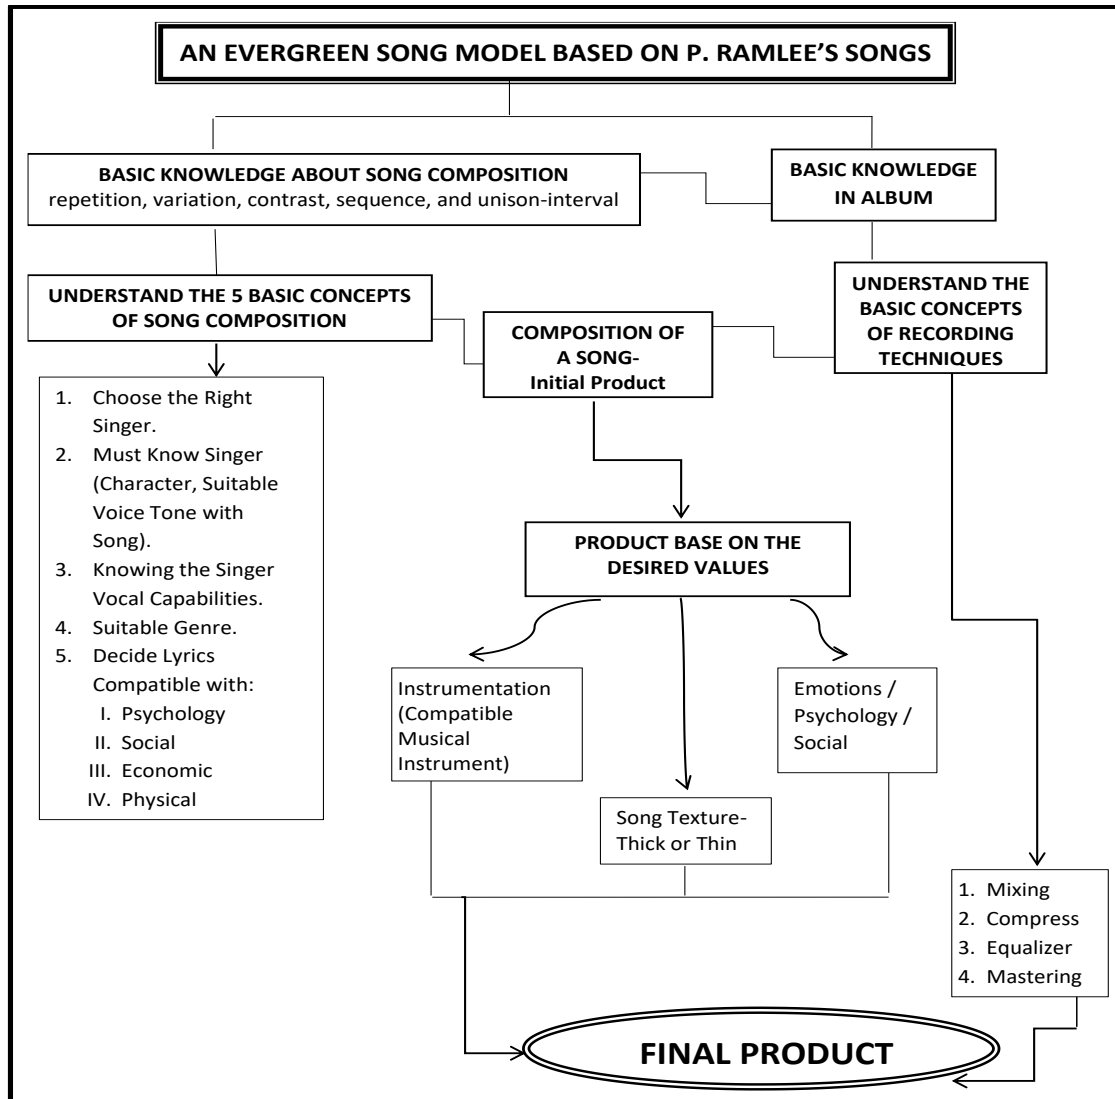 AN EVERGREEN SONG MODEL BASED ON P. RAMLEE’S SONGS
BASIC KNOWLEDGE ABOUT SONG COMPOSITION
repetition, variation, contrast, sequence, and unison-interval
BASIC KNOWLEDGE
IN ALBUM
UNDERSTAND THE 5 BASIC CONCEPTS
OF SONG COMPOSITION
COMPOSITION OF
A SONG-
Initial Product
UNDERSTAND THE
BASIC CONCEPTS
OF RECORDING
TECHNIQUES
1. Choose the Right
Singer.
2. Must Know Singer
(Character, Suitable
Voice Tone with
Song).
3. Knowing the Singer
Vocal Capabilities.
4. Suitable Genre.
5. Decide Lyrics
Compatible with:
I. Psychology
II. Social
III. Economic
IV. Physical
PRODUCT BASE ON THE
DESIRED VALUES
Instrumentation
(Compatible
Musical
Instrument)
Song Texture-
Thick or Thin
Emotions /
Psychology /
Social
1. Mixing
2. Compress
3. Equalizer
4. Mastering
FINAL PRODUCT